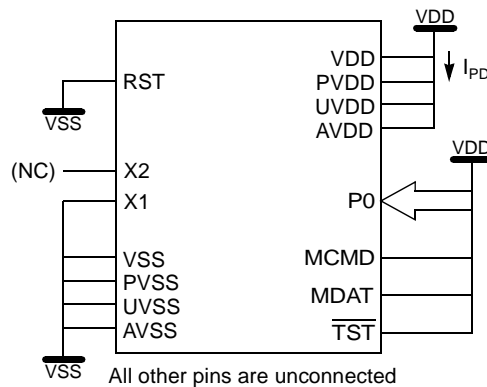 VDD
VDD
RST
PVDD
I PD
UVDD
VSS
AVDD
VDD
(NC)
X2
X1
P0
VSS
MCMD
PVSS
UVSS
MDAT
AVSS
TST
VSS
All other pins are unconnected